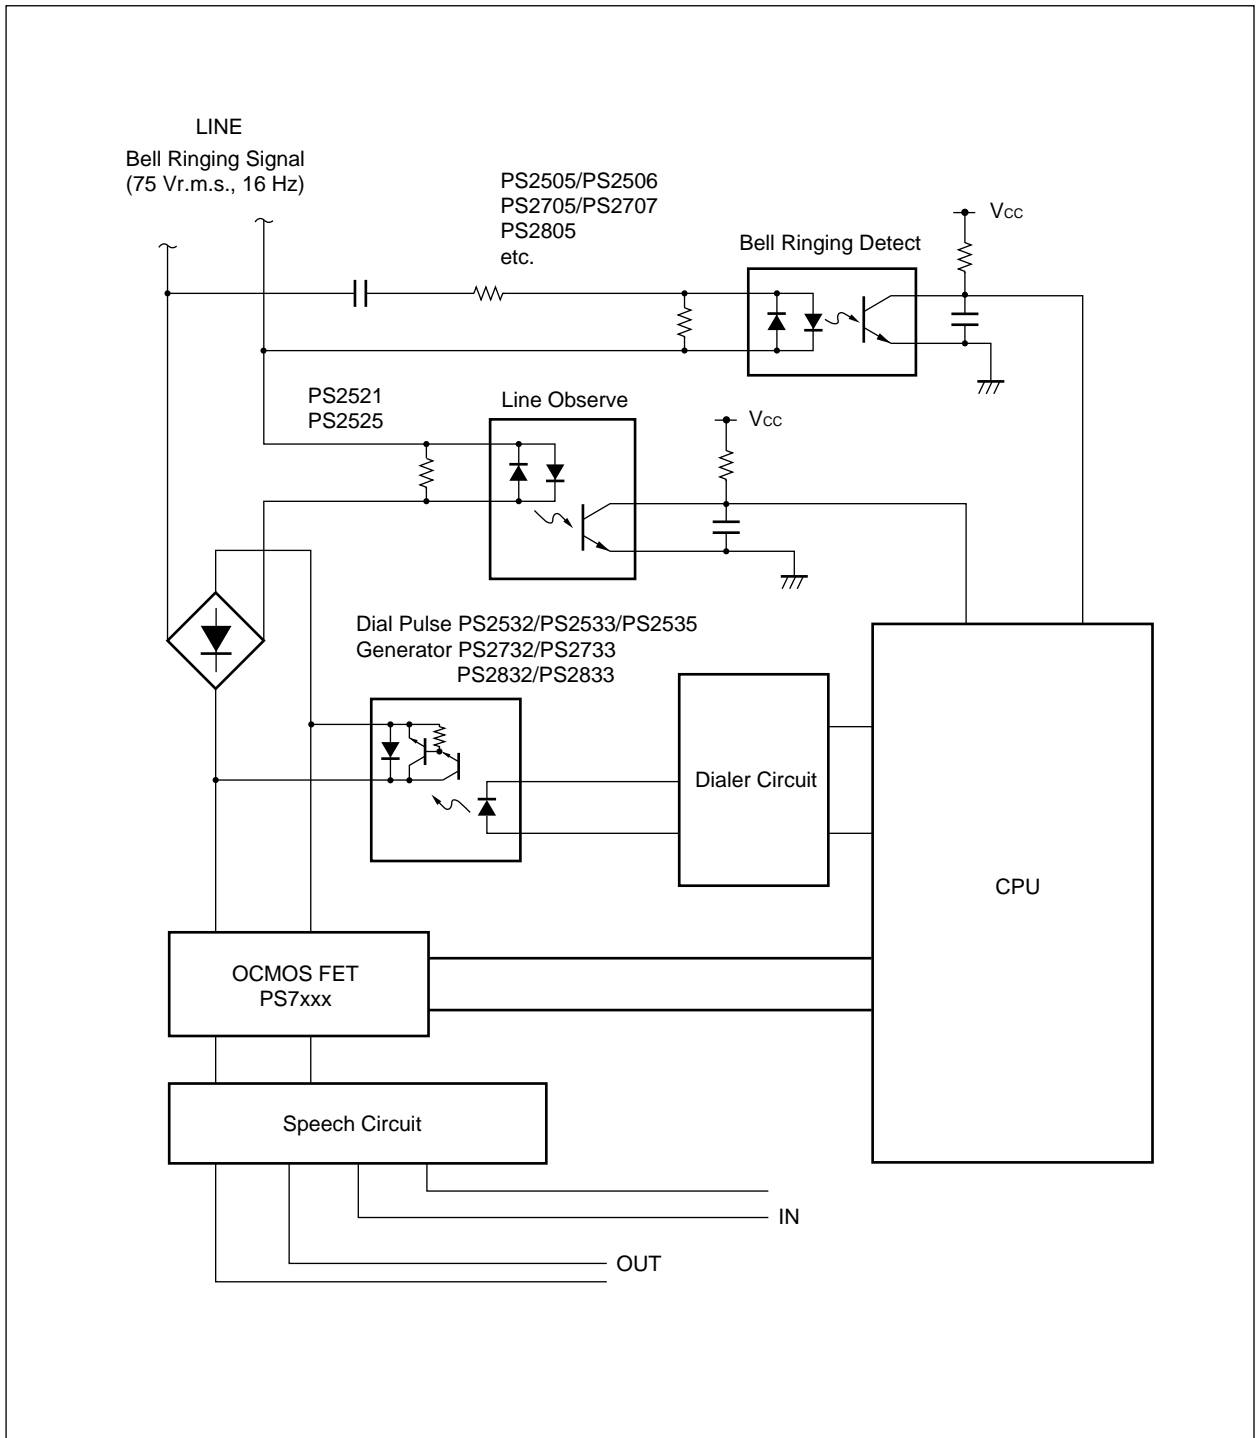 LINE
Bell Ringing Signal
(75 Vr.m.s., 16 Hz)
PS2505/PS2506
PS2705/PS2707
PS2805
etc.
Bell Ringing Detect
VCC
PS2521
PS2525
Line Observe
VCC
Dial Pulse PS2532/PS2533/PS2535
Generator PS2732/PS2733
PS2832/PS2833
Dialer Circuit
CPU
OCMOS FET
PS7xxx
Speech Circuit
IN
OUT